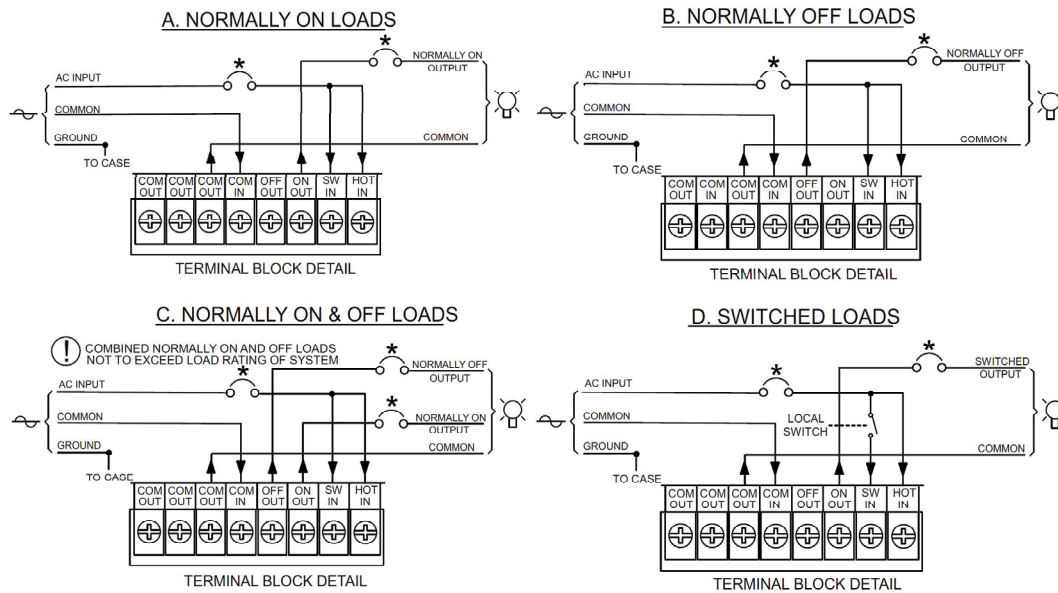 A. NORMALLY ON LOADS
*
NORMALLY ON
OUTPUT
*
AC INPUT
COMMON
GROUND
COMMON
TO CASE
COM COM COM COM OFF ON SW HOT
OUT OUT OUT IN OUT OUT IN IN
TERMINAL BLOCK DETAIL
B. NORMALLY OFF LOADS
*
NORMALLY OFF
OUTPUT
*
AC INPUT
COMMON
GROUND
COMMON
TO CASE
COM COM COM COM OFF ON SW HOT
OUT IN OUT IN OUT OUT IN IN
TERMINAL BLOCK DETAIL
C. NORMALLY ON & OFF LOADS
! COMBINED NORMALLY ON AND OFF LOADS
NOT TO EXCEED LOAD RATING OF SYSTEM
*
NORMALLY OFF
OUTPUT
*
AC INPUT
*
NORMALLY ON
OUTPUT
COMMON
GROUND
COMMON
TO CASE
COM COM COM COM OFF ON SW HOT
OUT OUT OUT IN OUT OUT IN IN
TERMINAL BLOCK DETAIL
D. SWITCHED LOADS
*
SWITCHED
OUTPUT
*
AC INPUT
COMMON
LOCAL
SWITCH
GROUND
COMMON
TO CASE
COM COM COM COM OFF ON SW HOT
OUT OUT OUT IN OUT OUT IN IN
TERMINAL BLOCK DETAIL